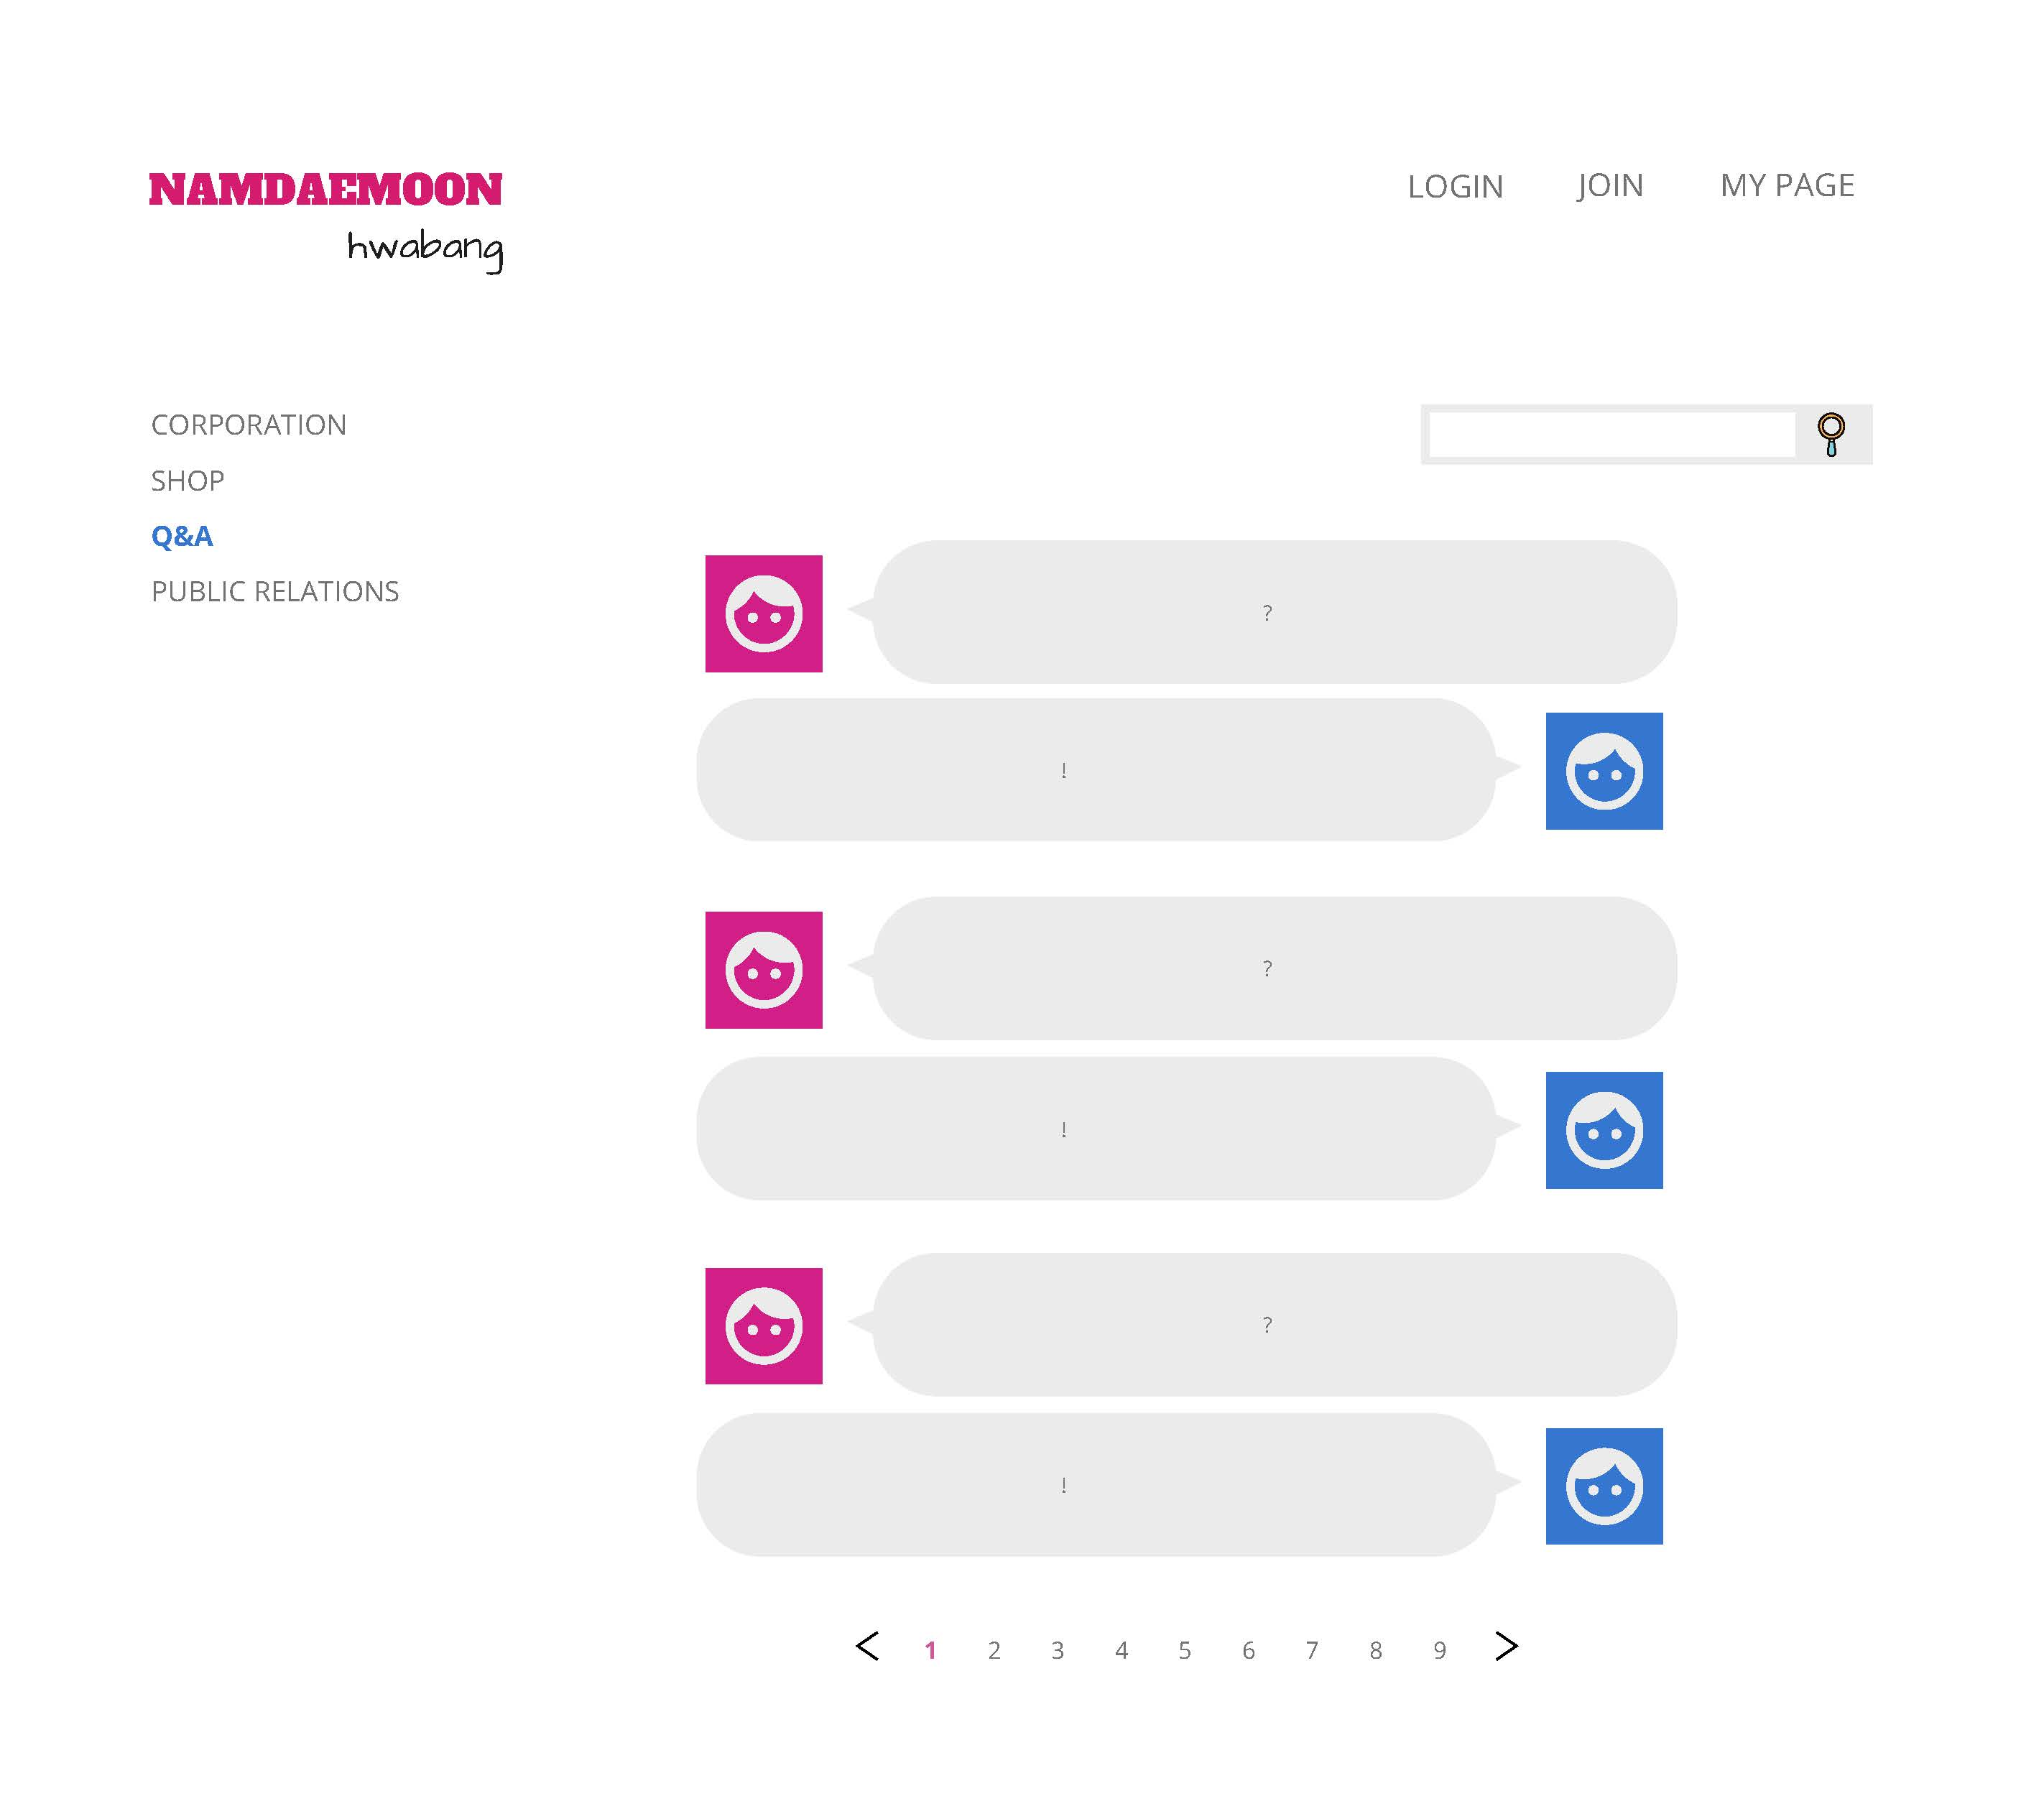 NAMDAEMOON
hwabang
LOGIN JOIN MY PAGE
CORPORATION
SHOP
Q&A
PUBLIC RELATIONS
?
!
?
!
?
!
< 1 2 3 4 5 6 7 8 9 >